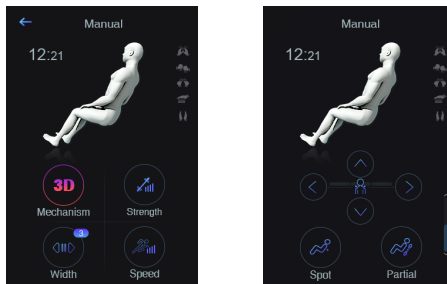 Manual
12:21
3D
Mechanism
Strength
3
Width
Speed
Manual
12:21
Spot
Partial